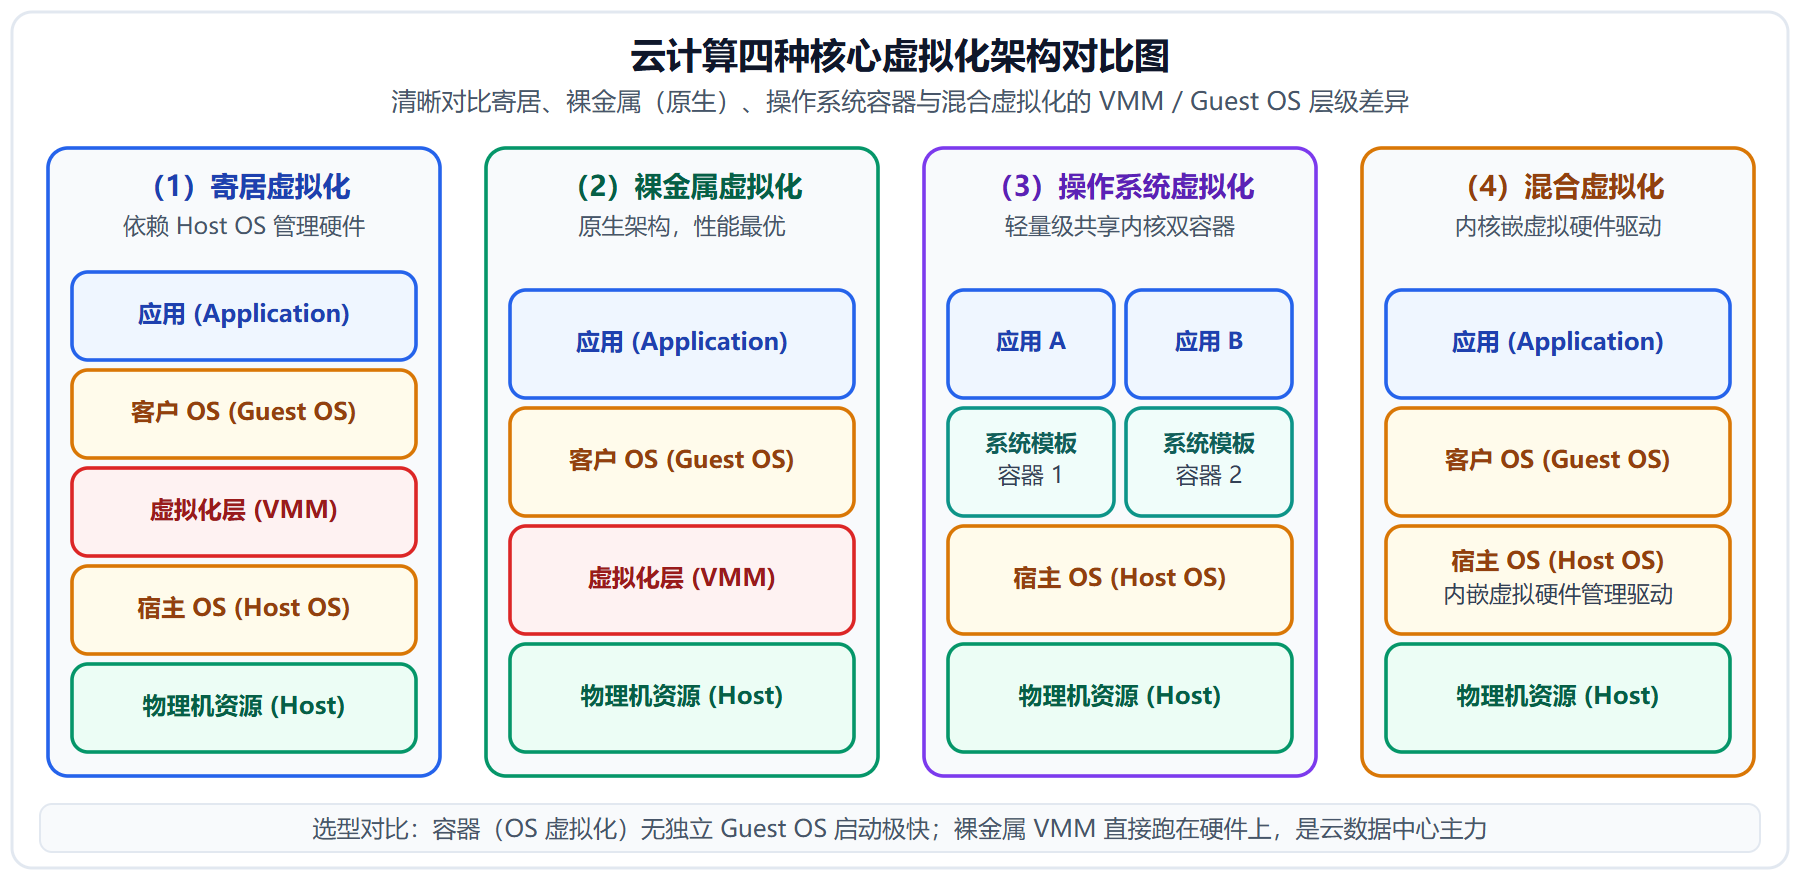 云计算四种核心虚拟化架构对比图
清晰对比寄居、裸金属（原生）、操作系统容器与混合虚拟化的 VMM / Guest OS 层级差异
（1）寄居虚拟化
依赖 Host OS 管理硬件
应用 (Application)
客户 OS (Guest OS)
虚拟化层 (VMM)
宿主 OS (Host OS)
物理机资源 (Host)
（2）裸金属虚拟化
原生架构，性能最优
应用 (Application)
客户 OS (Guest OS)
虚拟化层 (VMM)
物理机资源 (Host)
（3）操作系统虚拟化
轻量级共享内核双容器
应用 A
应用 B
系统模板
容器 1
系统模板
容器 2
宿主 OS (Host OS)
物理机资源 (Host)
（4）混合虚拟化
内核嵌虚拟硬件驱动
应用 (Application)
客户 OS (Guest OS)
宿主 OS (Host OS)
内嵌虚拟硬件管理驱动
物理机资源 (Host)
选型对比：容器（OS 虚拟化）无独立 Guest OS 启动极快；裸金属 VMM 直接跑在硬件上，是云数据中心主力